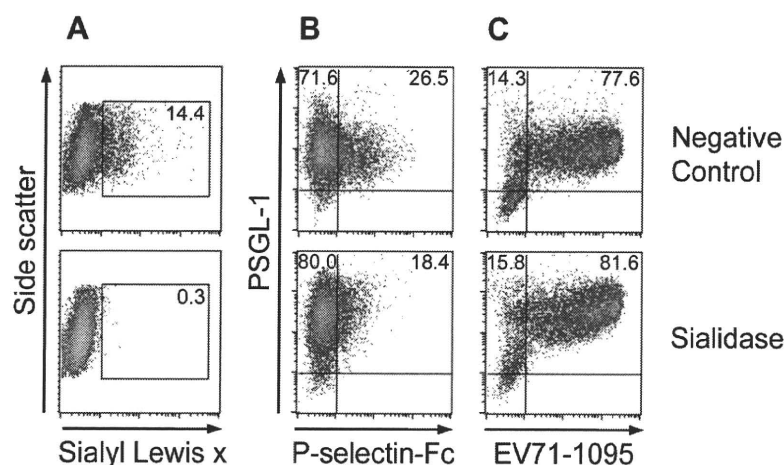 A
B
C
14.4
71.6 26.5
14.3 77.6
Negative
Control
0.3
80.0 18.4
15.8 81.6
Sialidase
Side scatter
PSGL-1
Sialyl Lewis x
P-selectin-Fc
EV71-1095